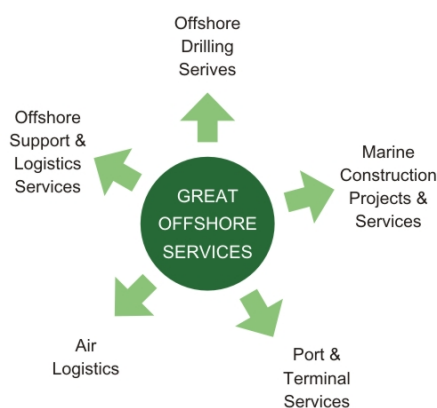 Offshore
Drilling
Serives
Offshore
Support &
Logistics
Services
Marine
Construction
Projects &
Services
GREAT
OFFSHORE
SERVICES
Air
Logistics
Port &
Terminal
Services